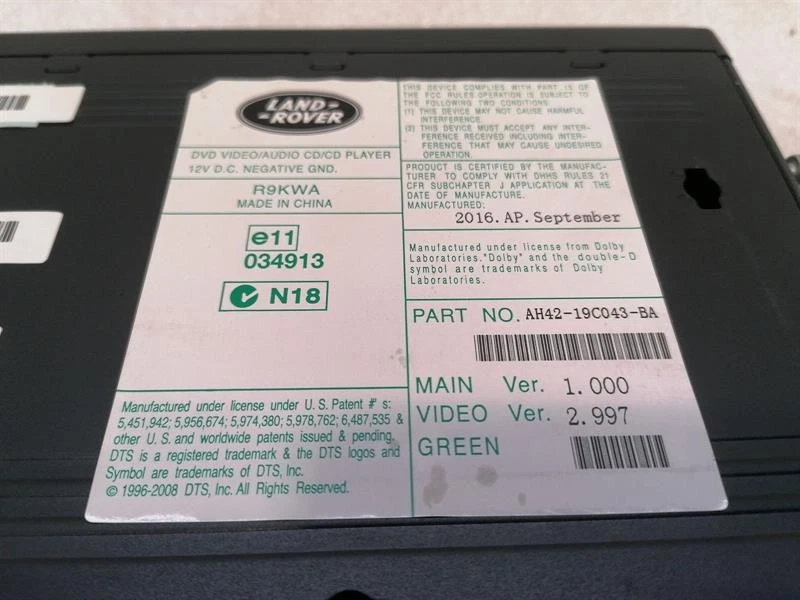 LAND-
-ROVER
DVD VIDEO/AUDIO CD/CD PLAYER
12V D.C. NEGATIVE GND.
R9KWA
MADE IN CHINA
e11
034913
N18
Manufactured under license under U.S. Patent #' s:
5,451,942; 5,956,674; 5,974,380; 5,978,762; 6,487,535 &
other U.S. and worldwide patents issued & pending.
DTS is a registered trademark & the DTS logos and
Symbol are trademarks of DTS, Inc.
© 1996-2008 DTS, Inc. All Rights Reserved.
THIS DEVICE COMPLIES WITH PART 15 OF
THE FCC RULES OPERATION IS SUBJECT TO
THE FOLLOWING TWO CONDITIONS:
(1) THIS DEVICE MAY NOT CAUSE HARMFUL
INTERFERENCE.
(2) THIS DEVICE MUST ACCEPT ANY INTER-
FERENCE RECEIVED INCLUDING INTER-
FERENCE THAT MAY CAUSE UNDESIRED
OPERATION.
PRODUCT IS CERTIFIED BY THE MANUFAC-
TURER TO COMPLY WITH DHHS RULES 21
CFR SUBCHAPTER J APPLICATION AT THE
DATE OF MANUFACTURE.
MANUFACTURED:
2016. AP. September
Manufactured under license from Dolby
Laboratories. "Dolby" and the double-D
symbol are trademarks of Dolby
Laboratories.
PART NO. AH42-19C043-BA
MAIN Ver. 1.000
VIDEO Ver. 2.997
GREEN